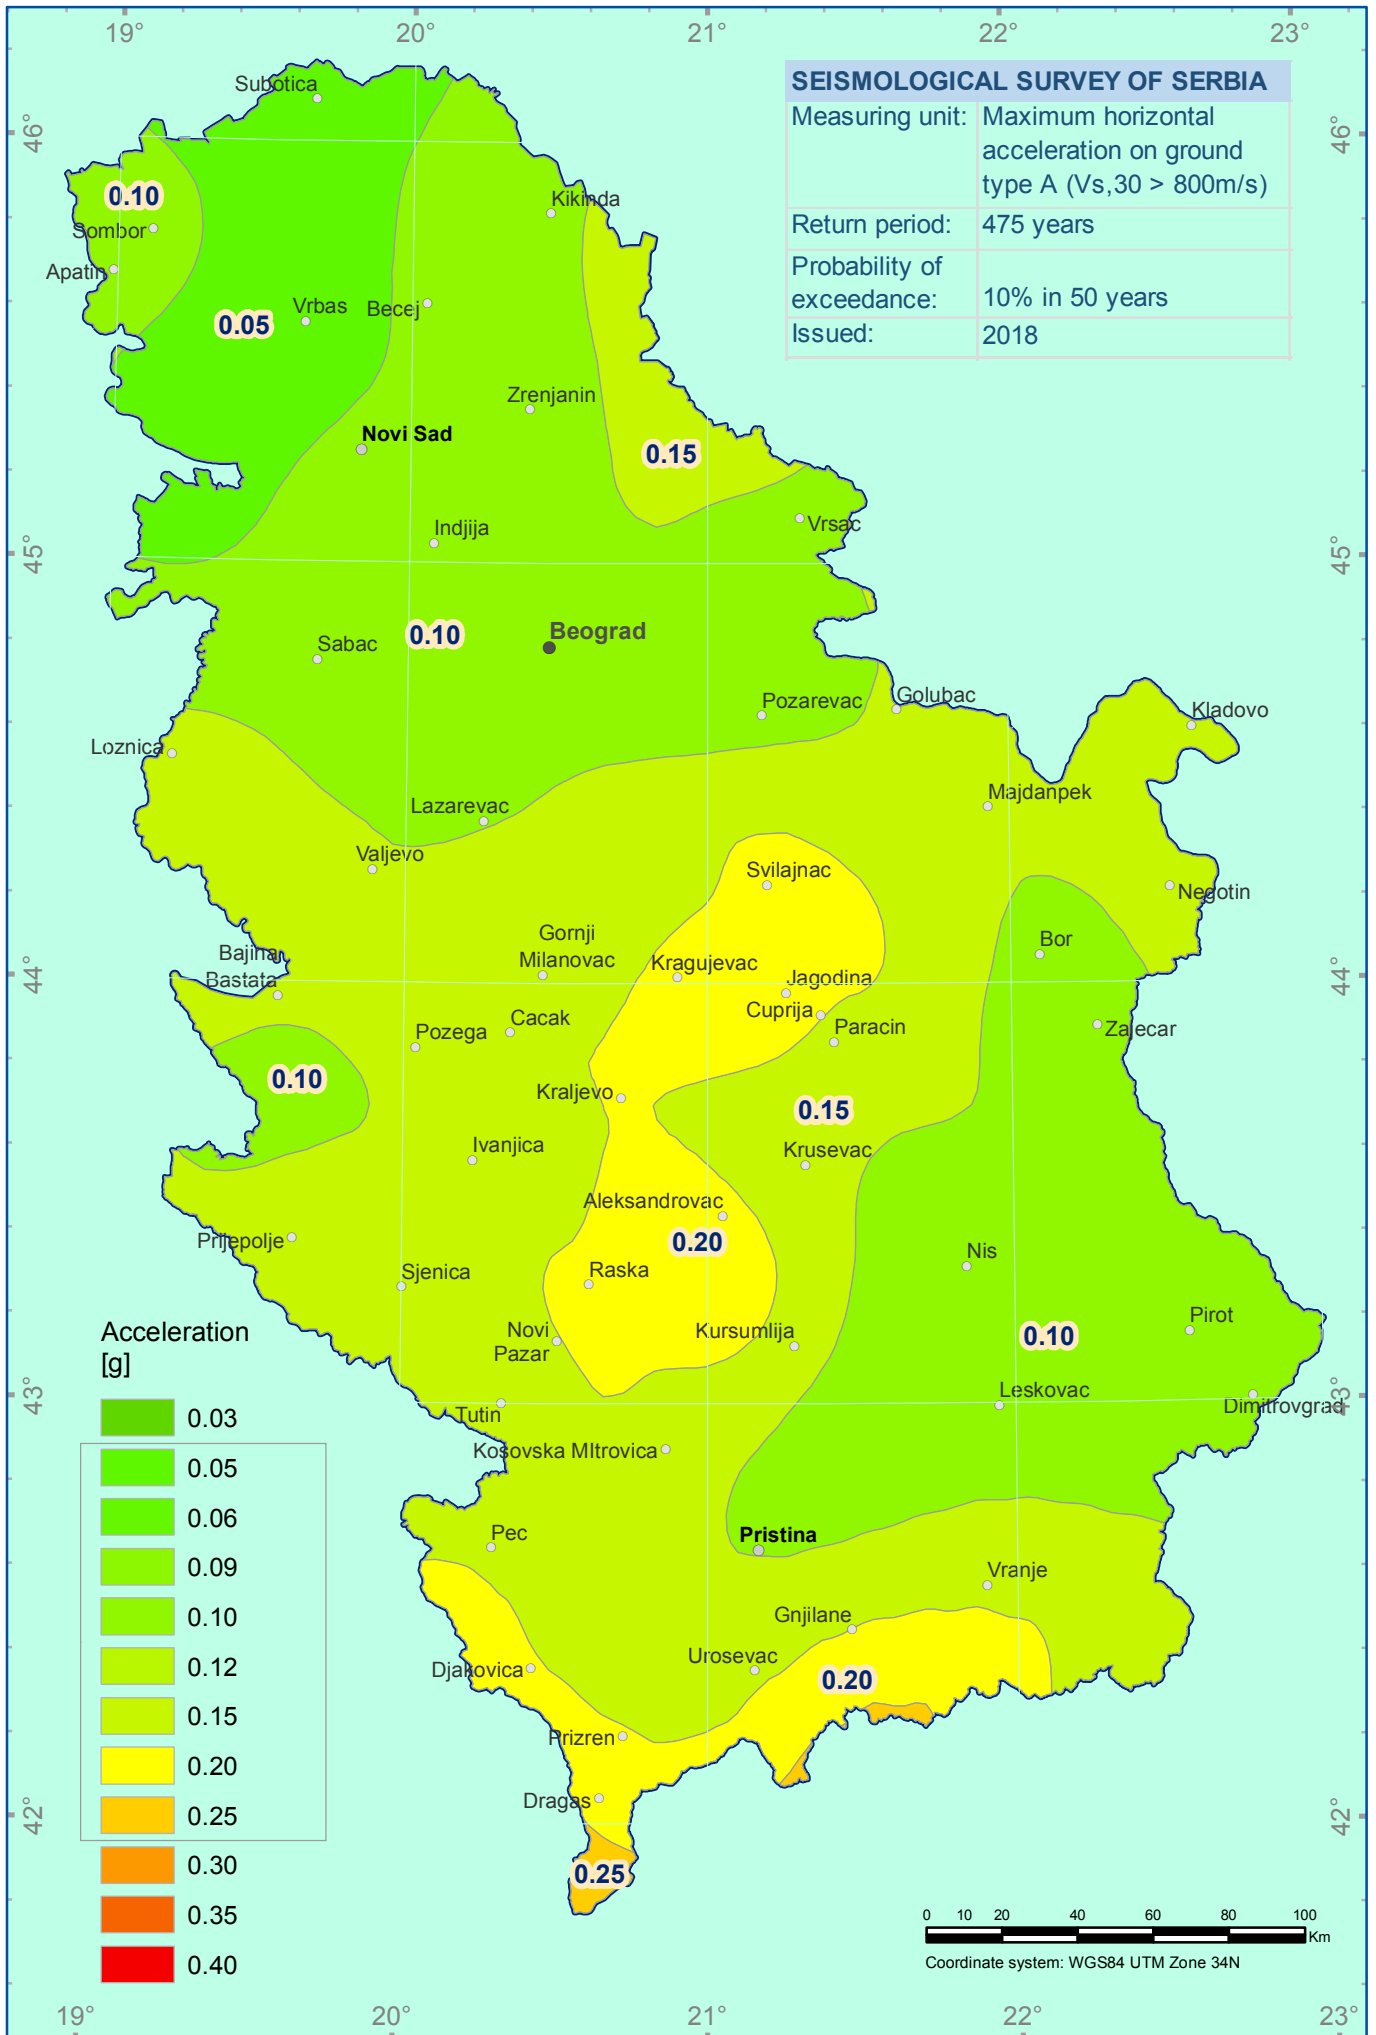 19°
20°
21°
22°
23°
SEISMOLOGICAL SURVEY OF SERBIA
Measuring unit: Maximum horizontal
acceleration on ground
type A (Vs,30 > 800m/s)
Return period: 475 years
Probability of
exceedance: 10% in 50 years
Issued: 2018
Subotica
46°
46°
0.10
Kikinda
Sombor
Apatin
Vrbas
Becej
0.05
Zrenjanin
Novi Sad
0.15
Vrsac
Indjija
45°
45°
0.10
Beograd
Sabac
Pozarevac
Golubac
Kladovo
Loznica
Majdanpek
Lazarevac
Valjevo
Svilajnac
Negotin
Gornji
Milanovac
Bor
Bajina
Bastata
Kragujevac
Jagodina
44°
44°
Cuprija
Paracin
Zajecar
Cacak
Pozega
0.10
Kraljevo
0.15
Ivanjica
Krusevac
Aleksandrovac
0.20
Prijepolje
Nis
Raska
Sjenica
Pirot
Novi
Pazar
Kursumlija
0.10
Leskovac
43°
43°
Dimitrovgrad
Tutin
Kosovska MItrovica
Pec
Pristina
Vranje
Gnjilane
Urosevac
Djakovica
0.20
Prizren
Dragas
42°
42°
0.25
Acceleration
[g]
0.03
0.05
0.06
0.09
0.10
0.12
0.15
0.20
0.25
0.30
0.35
0.40
0 10 20 40 60 80 100
Km
Coordinate system: WGS84 UTM Zone 34N
19°
20°
21°
22°
23°